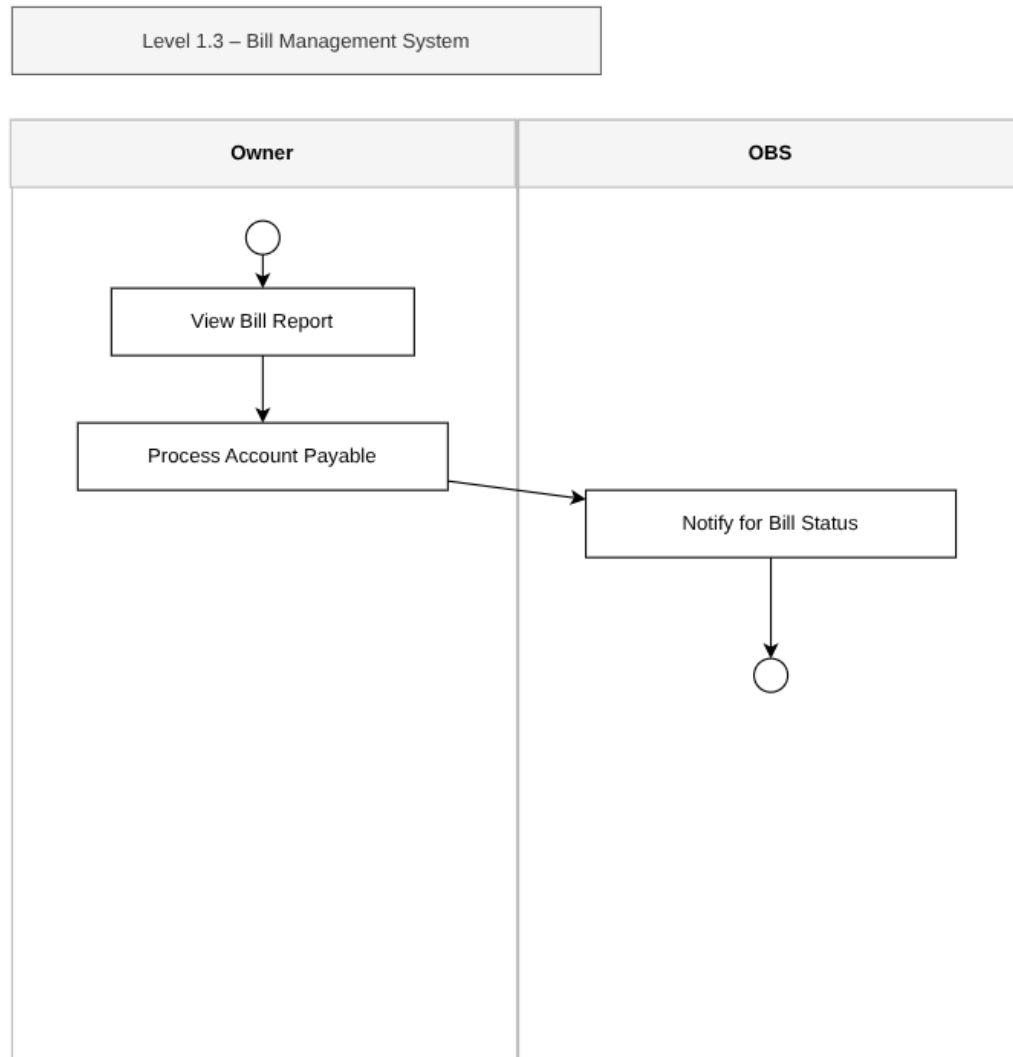 Level 1.3 – Bill Management System
Owner
OBS
View Bill Report
Process Account Payable
Notify for Bill Status